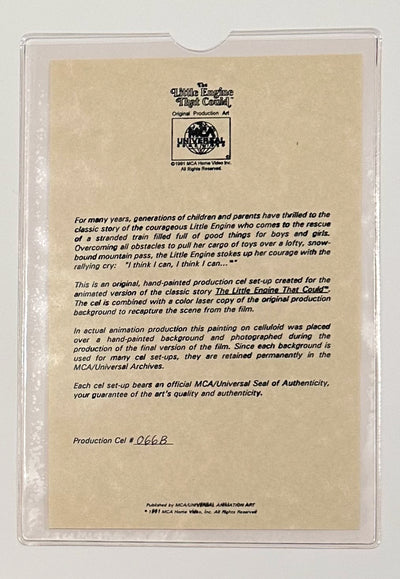 The
Little Engine
That Could™
Original Production Art
MCA
UNIVERSAL
©1991 MCA Home Video Inc.
All Rights Reserved.
For many years, generations of children and parents have thrilled to the
classic story of the courageous Little Engine who comes to the rescue
of a stranded train filled full of good things for boys and girls.
Overcoming all obstacles to pull her cargo of toys over a lofty, snow-
bound mountain pass, the Little Engine stokes up her courage with the
rallying cry: "I think I can, I think I can...™"
This is an original, hand-painted production cel set-up created for the
animated version of the classic story The Little Engine That Could™.
The cel is combined with a color laser copy of the original production
background to recapture the scene from the film.
In actual animation production this painting on celluloid was placed
over a hand-painted background and photographed during the
production of the final version of the film. Since each background is
used for many cel set-ups, they are retained permanently in the
MCA/Universal Archives.
Each cel set-up bears an official MCA/Universal Seal of Authenticity,
your guarantee of the art's quality and authenticity.
Production Cel # 066B
Published by MCA/UNIVERSAL ANIMATION ART
© 1991 MCA Home Video, Inc. All Rights Reserved